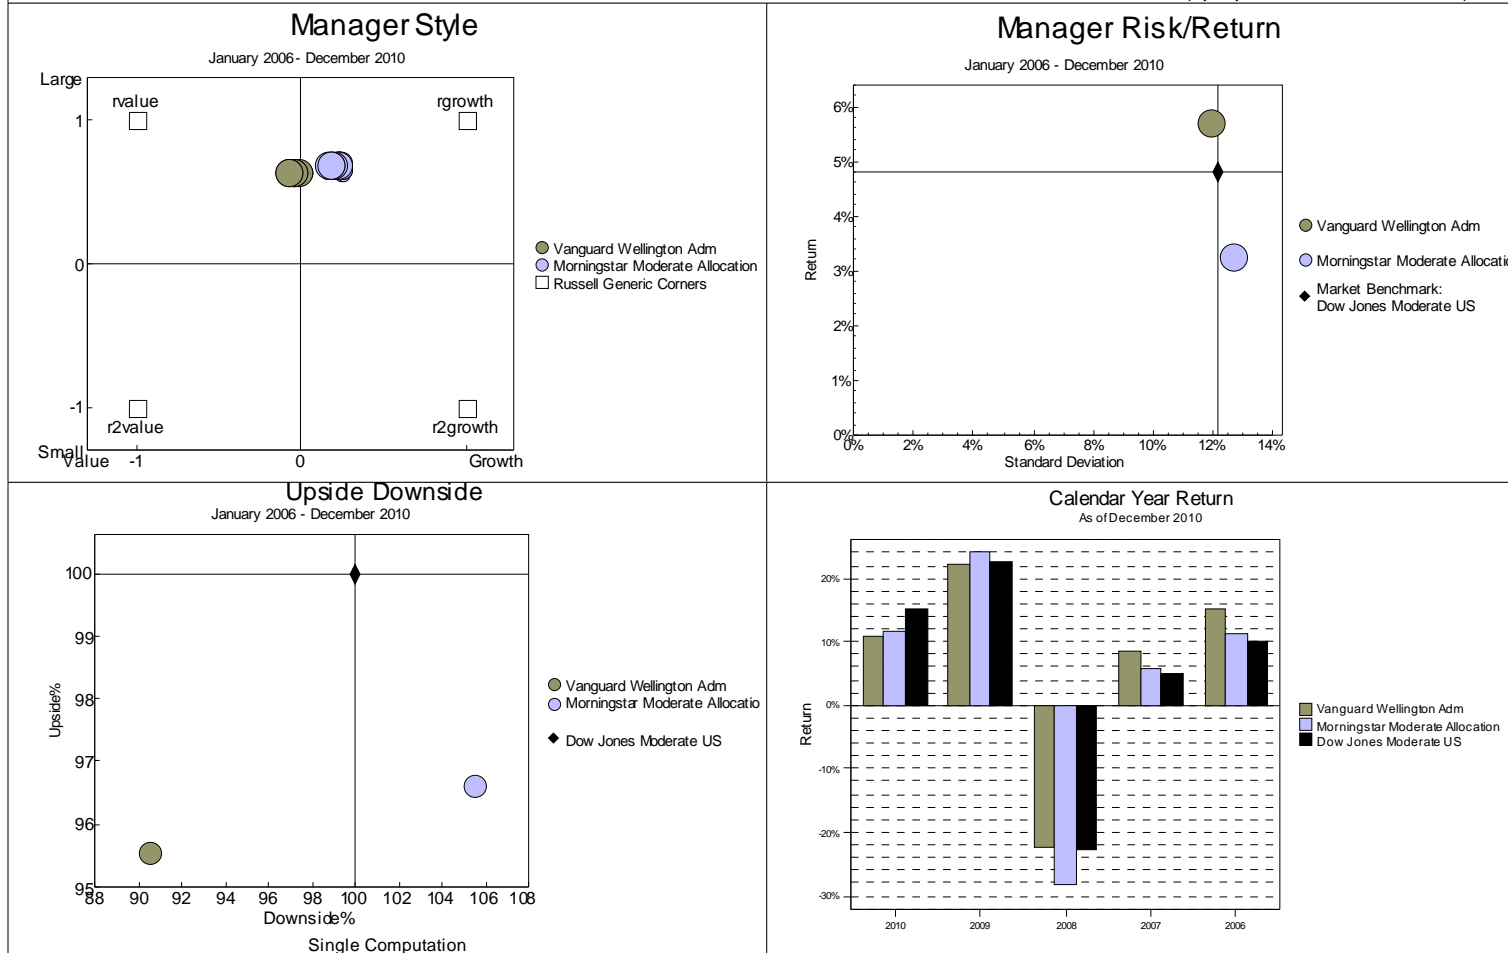 Manager Style
January 2006 - December 2010
Large
rvalue
rgrowth
1
0
-1
r2value
r2growth
Small
Value
-1
0
Growth
Vanguard Wellington Adm
Morningstar Moderate Allocation
Russell Generic Corners
Manager Risk/Return
January 2006 - December 2010
6%
5%
4%
3%
2%
1%
0%
Return
0%
2%
4%
6%
8%
10%
12%
14%
Standard Deviation
Vanguard Wellington Adm
Morningstar Moderate Allocatio
Market Benchmark:
Dow Jones Moderate US
Upside Downside
January 2006 - December 2010
100
99
98
97
96
95
Upside%
88
90
92
94
96
98
100
102
104
106
108
Downside%
Single Computation
Vanguard Wellington Adm
Morningstar Moderate Allocatio
Dow Jones Moderate US
Calendar Year Return
As of December 2010
20%
10%
0%
-10%
-20%
-30%
Return
2010
2009
2008
2007
2006
Vanguard Wellington Adm
Morningstar Moderate Allocation
Dow Jones Moderate US